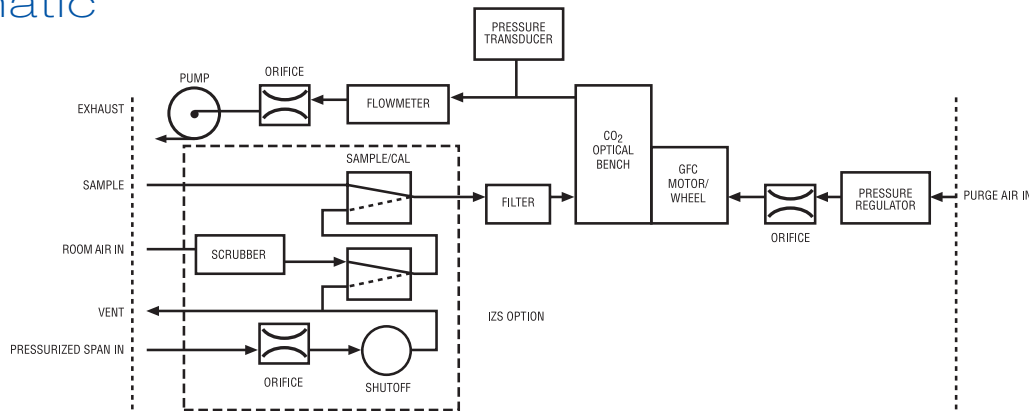 PRESSURE
TRANSDUCER
PUMP
ORIFICE
EXHAUST
FLOWMETER
SAMPLE/CAL
CO2
OPTICAL
BENCH
GFC
MOTOR/
WHEEL
SAMPLE
FILTER
PRESSURE
REGULATOR
ORIFICE
ROOM AIR IN
SCRUBBER
VENT
IZS OPTION
PRESSURIZED SPAN IN
ORIFICE
SHUTOFF
PURGE AIR IN